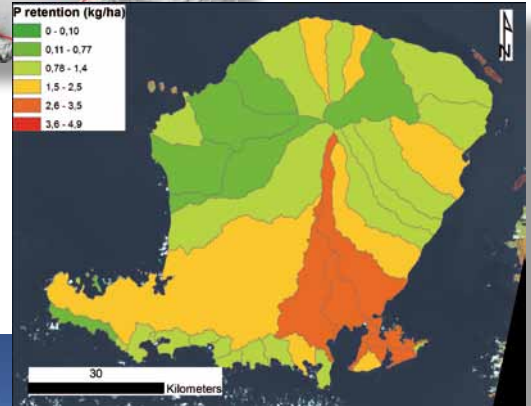 P retention (kg/ha)
0 - 0,10
0,11 - 0,77
0,78 - 1,4
1,5 - 2,5
2,6 - 3,5
3,6 - 4,9
N
30
Kilometers